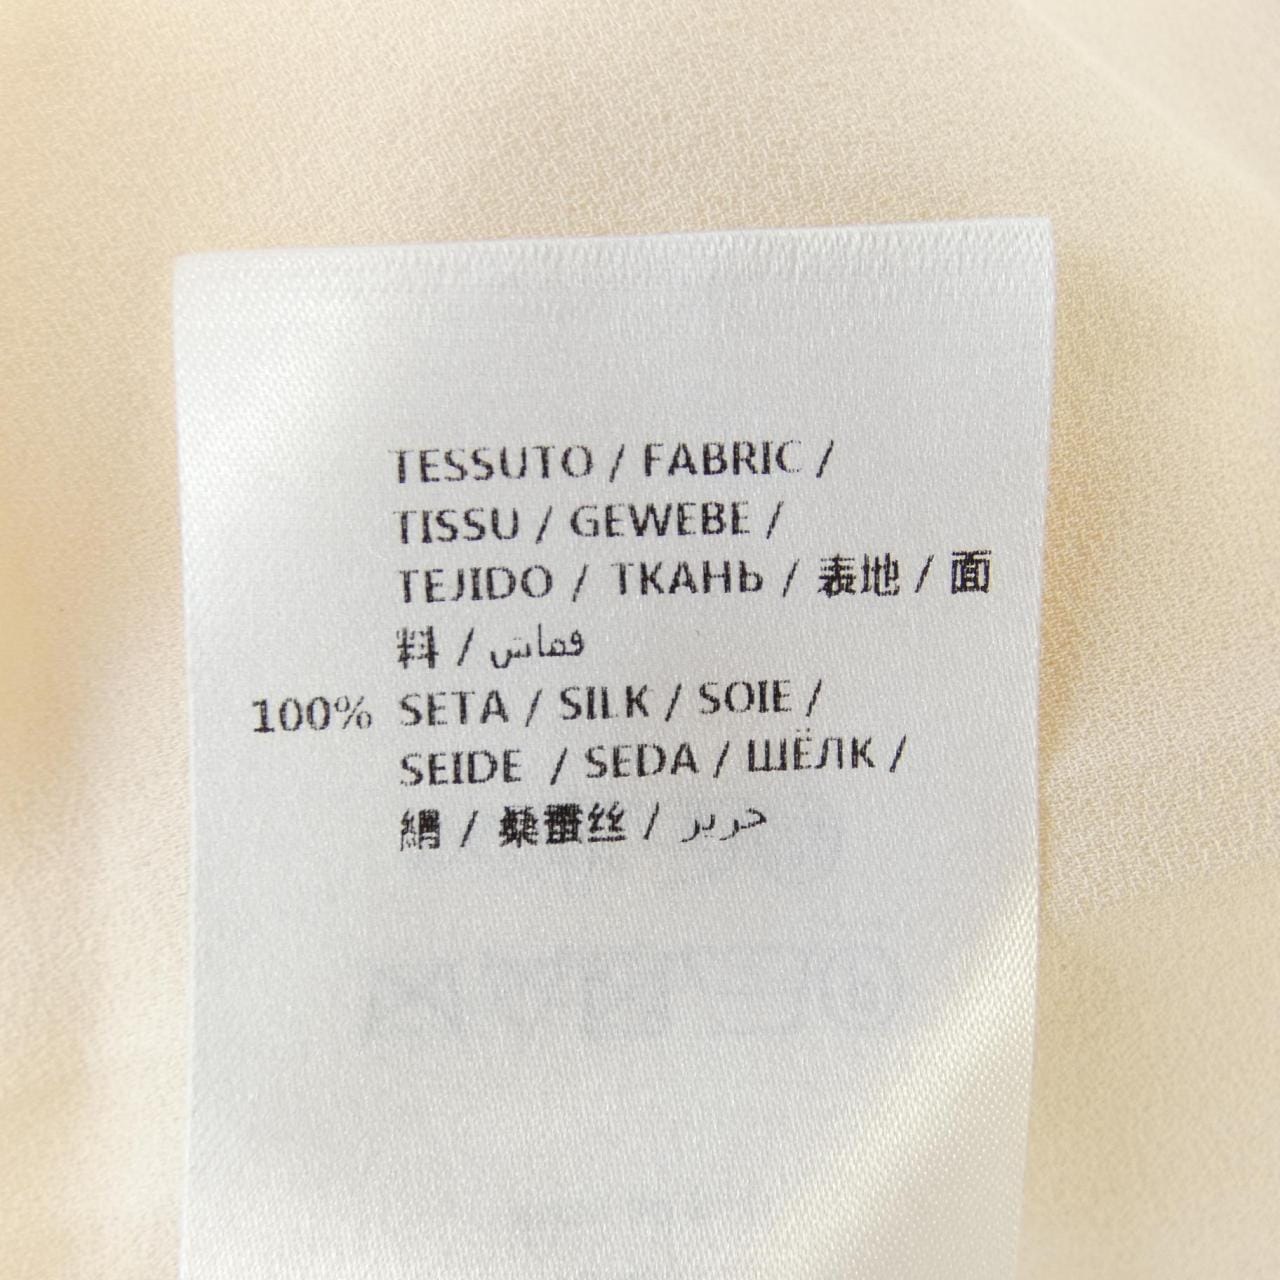 TESSUTO / FABRIC /
TISSU / GEWEBE /
TEJIDO / ТКАНЬ / 表地 / 面
料 / قماش
100% SETA / SILK / SOIE /
SEIDE / SEDA / ШЁЛК /
絹 / 桑蚕丝 / حرير